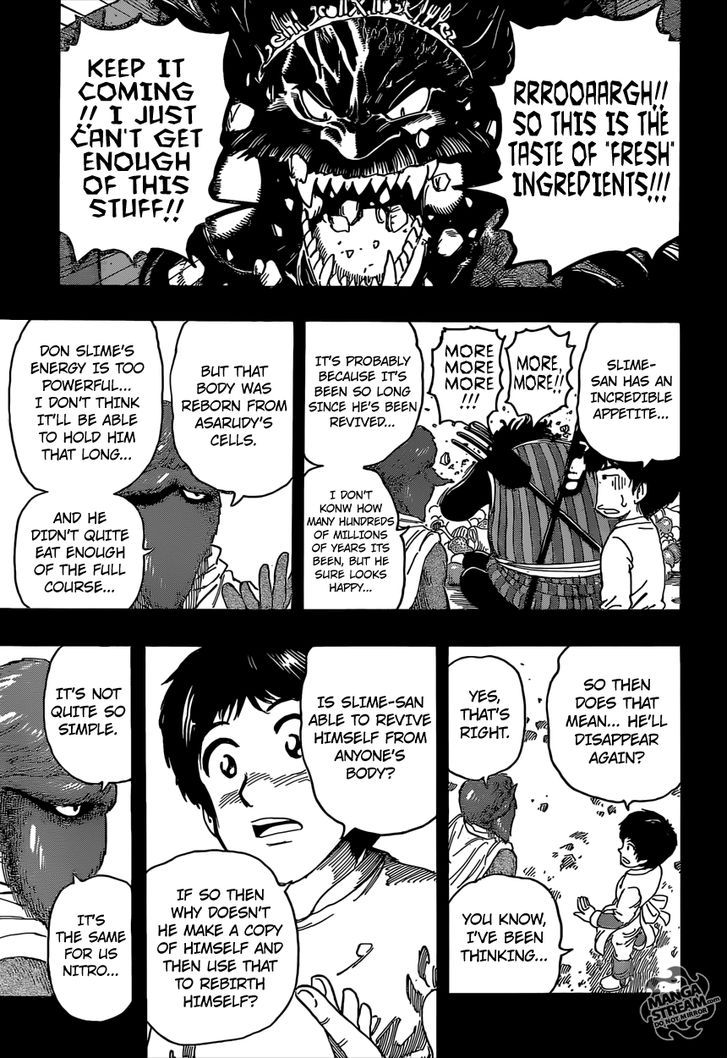 RRROOAARGH!!
SO THIS IS THE
TASTE OF "FRESH"
INGREDIENTS!!!
KEEP IT
COMING
!! I JUST
CAN'T GET
ENOUGH
OF THIS
STUFF!!
SLIME-
SAN HAS AN
INCREDIBLE
APPETITE...
MORE,
MORE!!
MORE
MORE
MORE
!!!
IT'S PROBABLY
BECAUSE IT'S
BEEN SO LONG
SINCE HE'S BEEN
REVIVED...
I DON'T
KONW HOW
MANY HUNDREDS
OF MILLIONS
OF YEARS ITS
BEEN, BUT HE
SURE LOOKS
HAPPY...
BUT THAT
BODY WAS
REBORN FROM
ASARUDY'S
CELLS.
DON SLIME'S
ENERGY IS TOO
POWERFUL...
I DON'T THINK
IT'LL BE ABLE
TO HOLD HIM
THAT LONG...
AND HE
DIDN'T QUITE
EAT ENOUGH
OF THE FULL
COURSE...
SO THEN
DOES THAT
MEAN... HE'LL
DISAPPEAR
AGAIN?
YES,
THAT'S
RIGHT.
YOU KNOW,
I'VE BEEN
THINKING...
IS SLIME-SAN
ABLE TO REVIVE
HIMSELF FROM
ANYONE'S
BODY?
IF SO THEN
WHY DOESN'T
HE MAKE A COPY
OF HIMSELF AND
THEN USE THAT
TO REBIRTH
HIMSELF?
IT'S NOT
QUITE SO
SIMPLE.
IT'S
THE SAME
FOR US
NITRO...
MANGA
STREAM.COM
DO NOT MIRROR